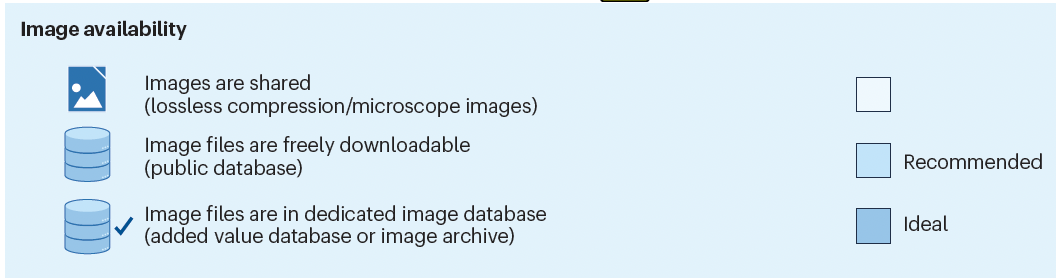 Image availability
Images are shared
(lossless compression/microscope images)
Image files are freely downloadable
(public database)
Recommended
Image files are in dedicated image database
(added value database or image archive)
Ideal